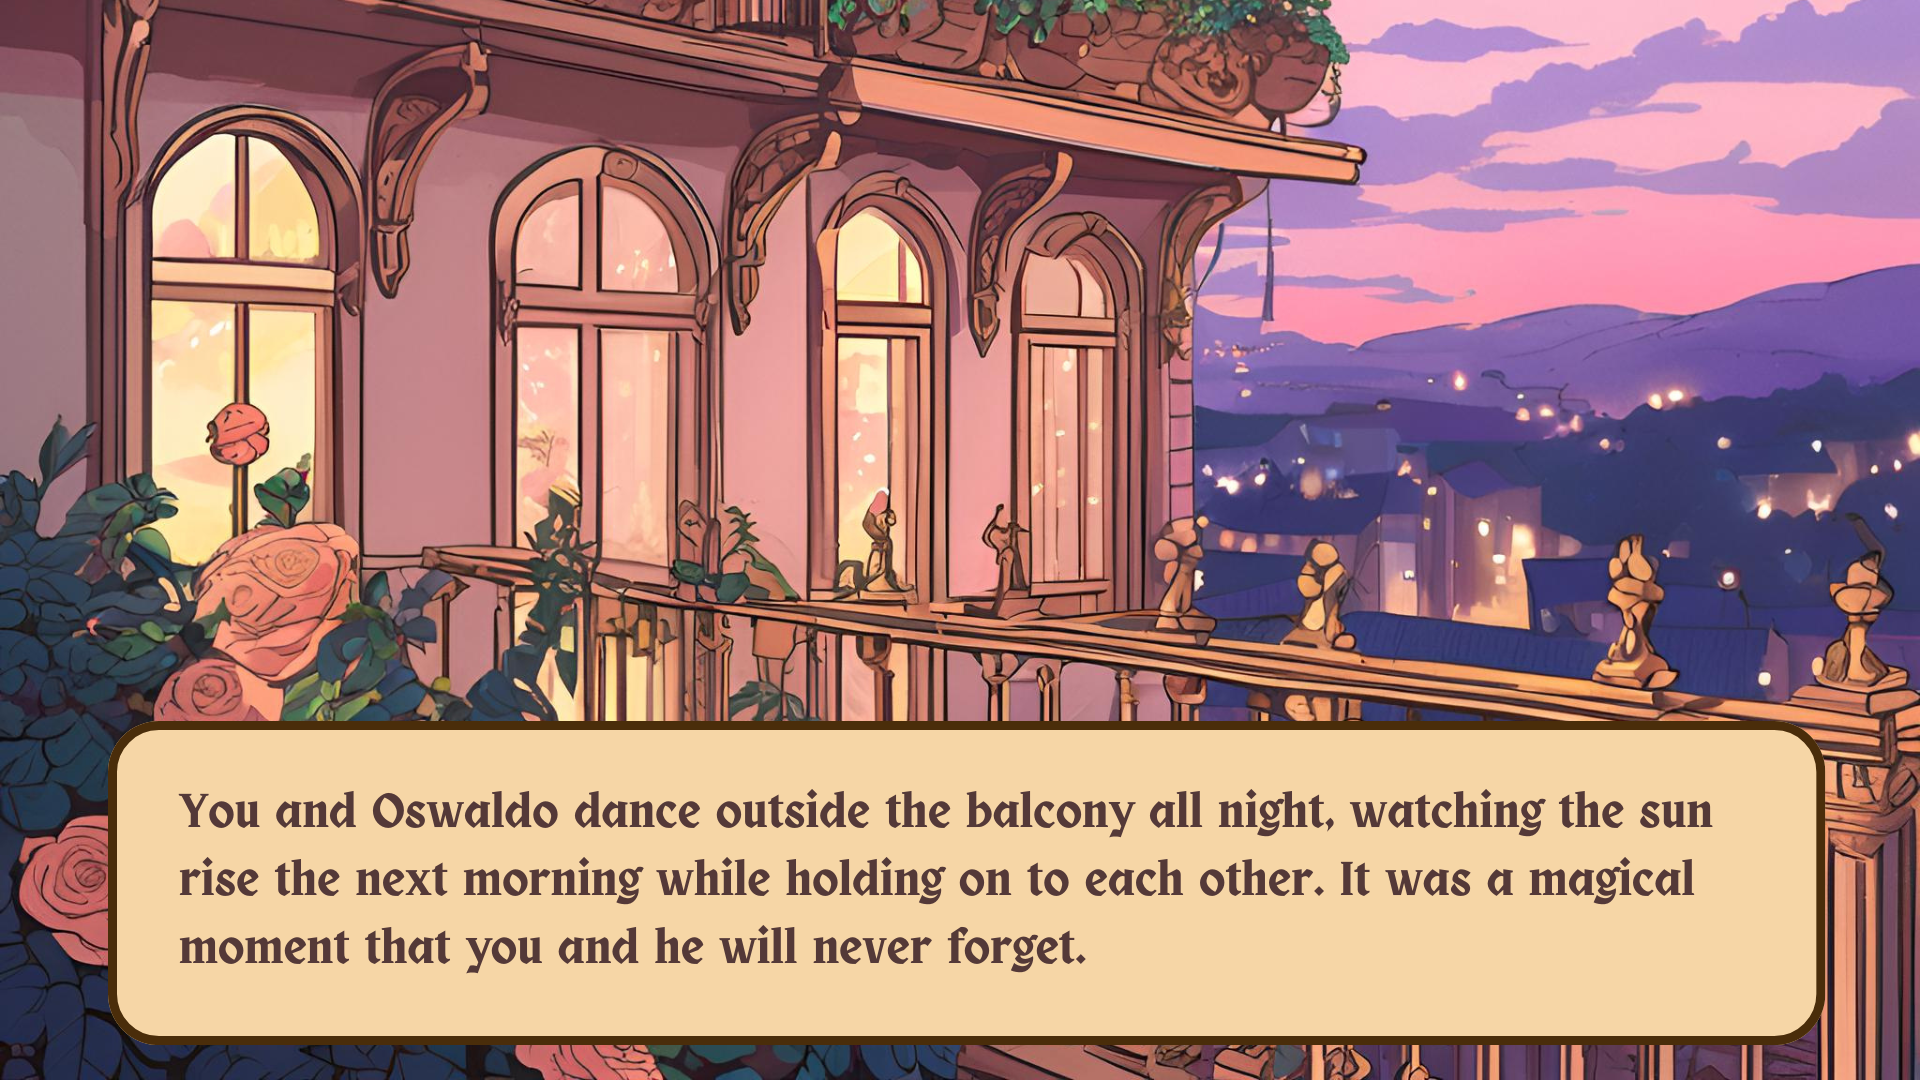 You and Oswaldo dance outside the balcony all night, watching the sun
rise the next morning while holding on to each other. It was a magical
moment that you and he will never forget.